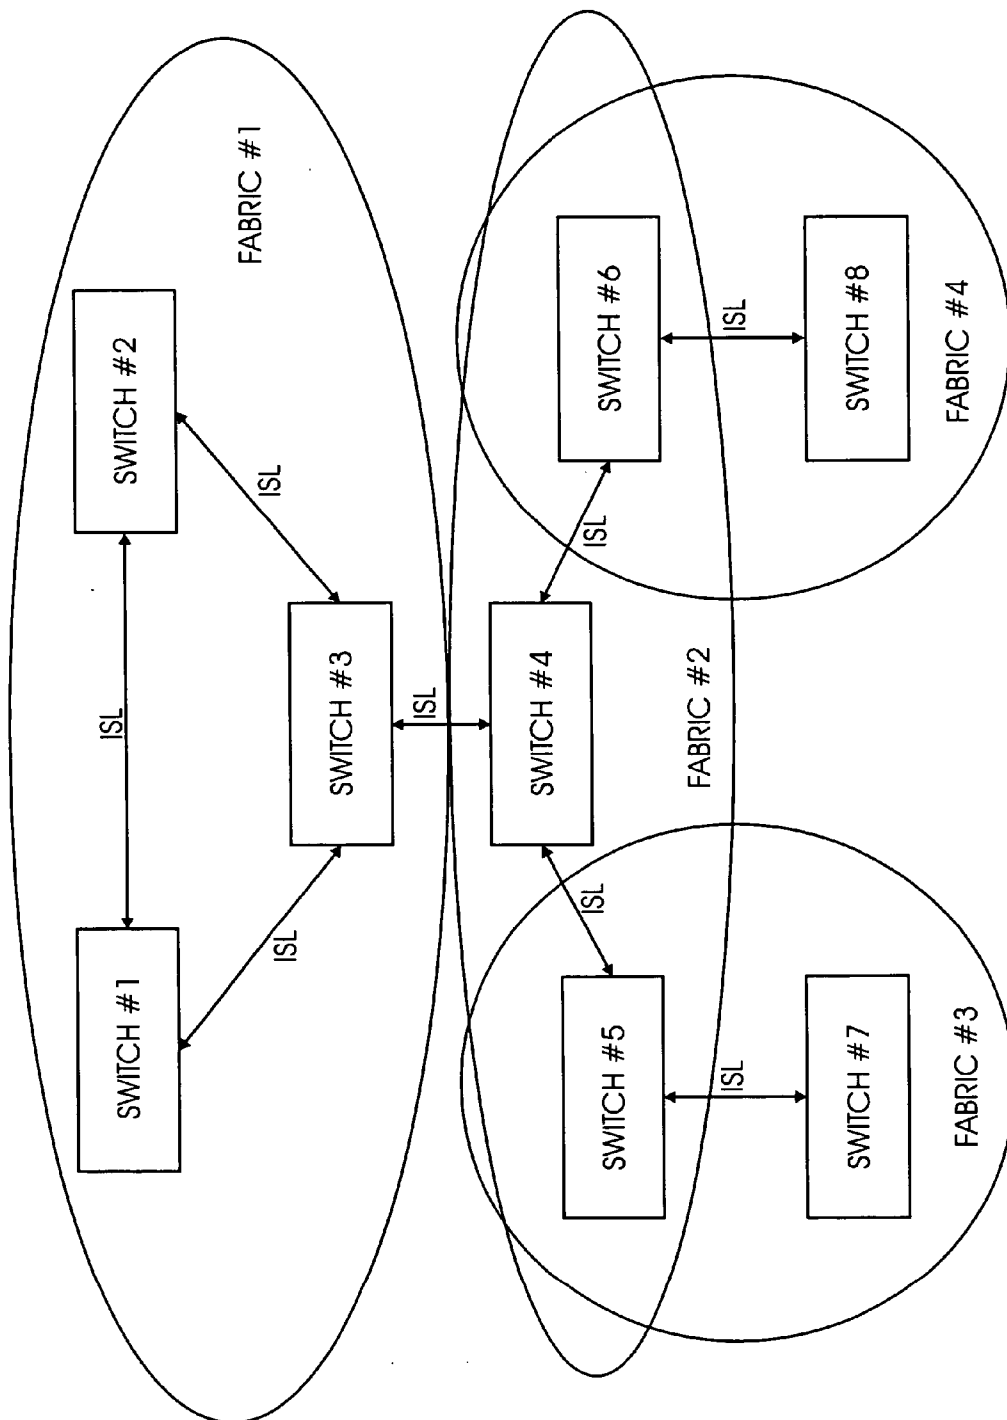 SWITCH #1
ISL
SWITCH #2
FABRIC #1
ISL
ISL
SWITCH #3
ISL
SWITCH #4
ISL
ISL
SWITCH #5
SWITCH #6
FABRIC #2
ISL
ISL
SWITCH #7
SWITCH #8
FABRIC #3
FABRIC #4